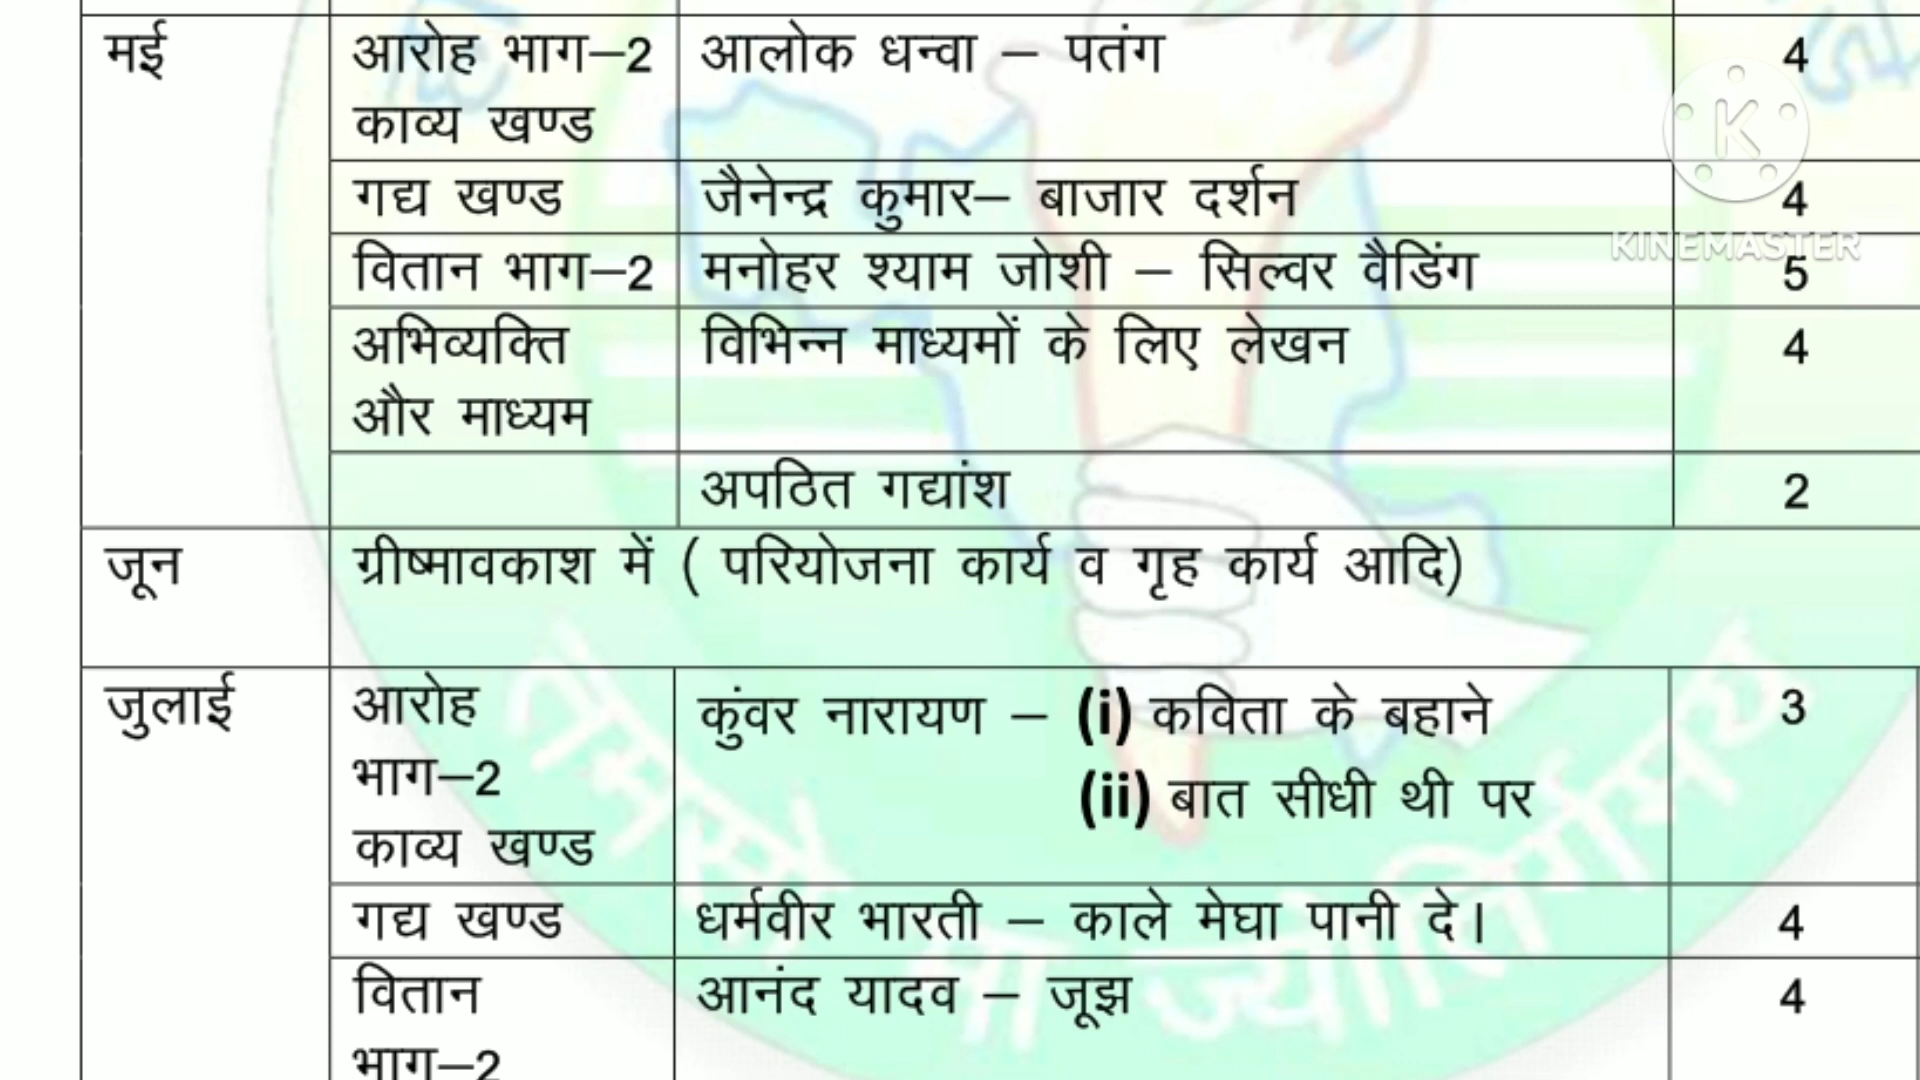 मई आरोह भाग–2 आलोक धन्वा – पतंग 4
काव्य खण्ड
गद्य खण्ड जैनेन्द्र कुमार– बाजार दर्शन 4
वितान भाग–2 मनोहर श्याम जोशी – सिल्वर वैडिंग 5
KINEMASTER
अभिव्यक्ति विभिन्न माध्यमों के लिए लेखन 4
और माध्यम
अपठित गद्यांश 2
जून ग्रीष्मावकाश में ( परियोजना कार्य व गृह कार्य आदि)
जुलाई आरोह कुंवर नारायण – (i) कविता के बहाने 3
भाग–2 (ii) बात सीधी थी पर
काव्य खण्ड
गद्य खण्ड धर्मवीर भारती – काले मेघा पानी दे। 4
वितान आनंद यादव – जूझ 4
भाग–2
तमसो मा ज्योतिर्गमय